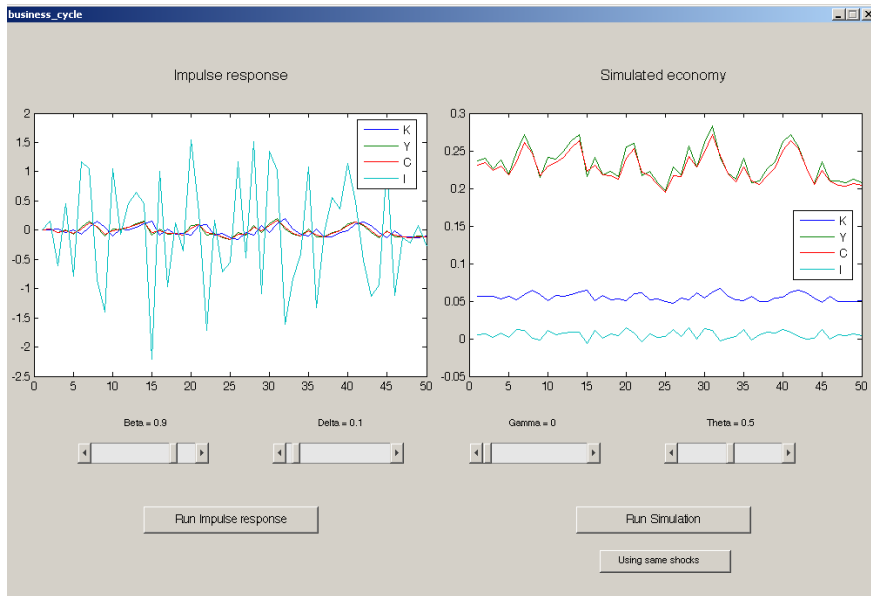 business_cycle
Impulse response
Simulated economy
2
1.5
1
0.5
0
-0.5
-1
-1.5
-2
-2.5
0 5 10 15 20 25 30 35 40 45 50
K
Y
C
I
0.3
0.25
0.2
0.15
0.1
0.05
0
-0.05
0 5 10 15 20 25 30 35 40 45 50
K
Y
C
I
Beta = 0.9
Delta = 0.1
Gamma = 0
Theta = 0.5
Run Impulse response
Run Simulation
Using same shocks